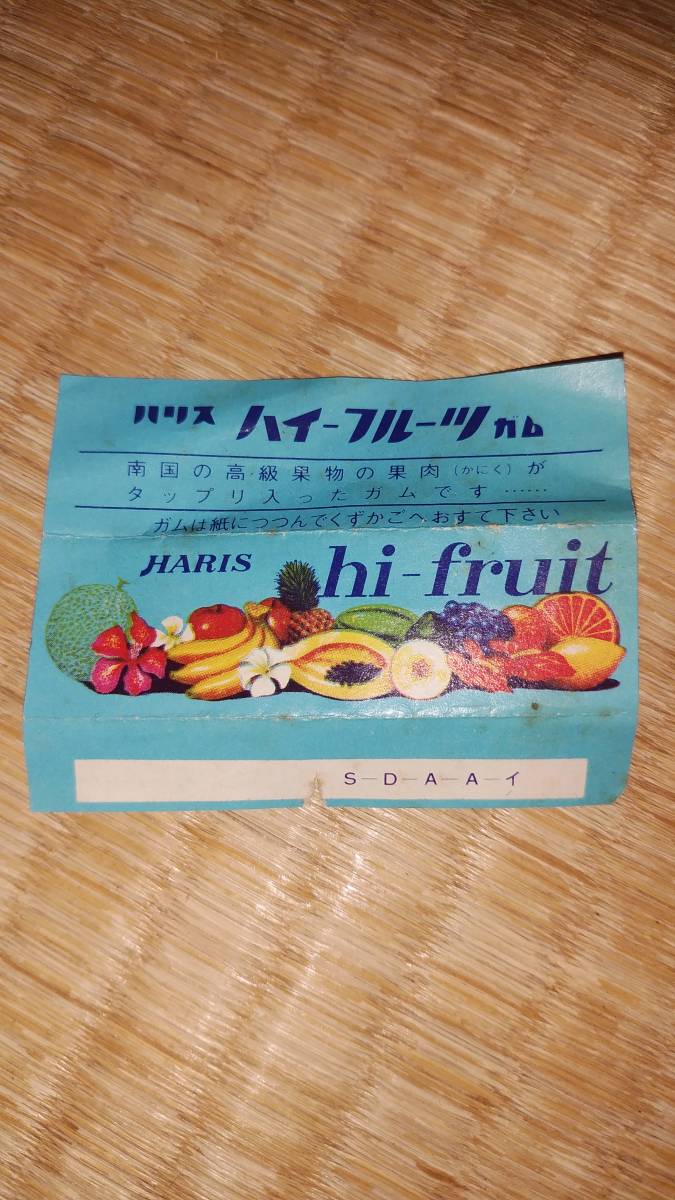 ハリス ハイ-フルーツ ガム
南国の高級果物の果肉(かにく)が
タップリ入ったガムです……
ガムは紙につつんでくずかごへおすて下さい
HARIS hi-fruit
S-D-A-A-イ